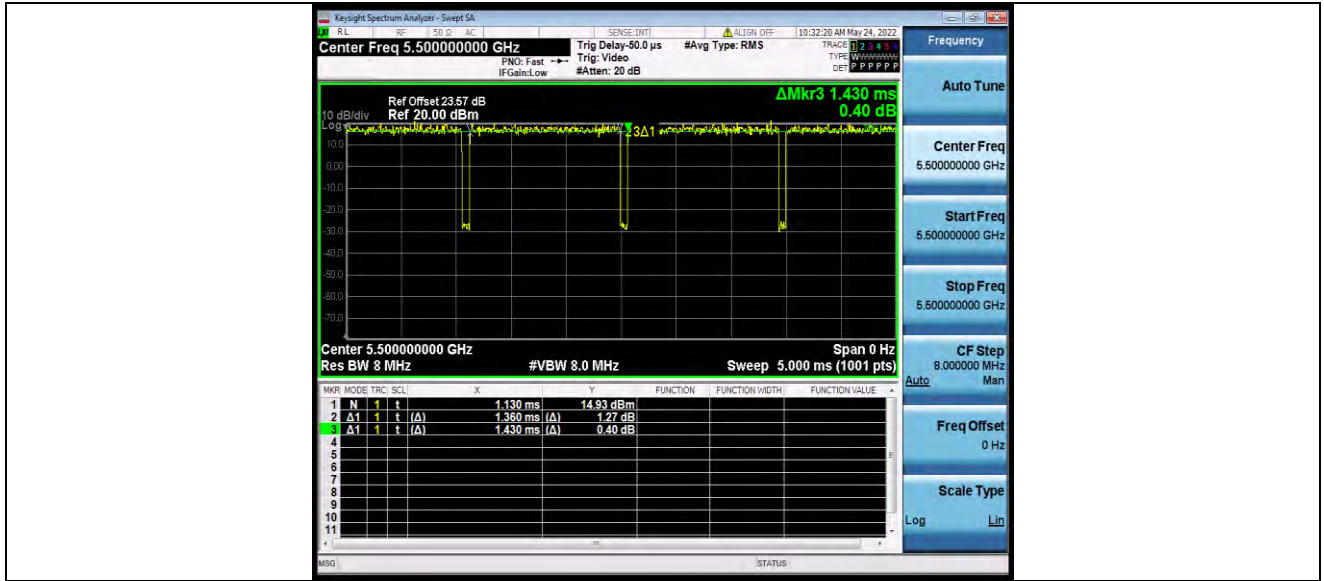 Keysight Spectrum Analyzer - Swept SA
RL RF 50 Ω AC SENSE:INT ALIGN OFF 10:32:20 AM May 24, 2022
Center Freq 5.500000000 GHz
PNO: Fast
IFGain:Low
Trig Delay-50.0 µs
Trig: Video
#Atten: 20 dB
#Avg Type: RMS
TRACE 1 2 3 4 5 6
TYPE WWWWWW
DET P P P P P P
ΔMkr3 1.430 ms
0.40 dB
Ref Offset 23.57 dB
10 dB/div Ref 20.00 dBm
Log
3Δ1
10.0
0.00
-10.0
-20.0
-30.0
-40.0
-50.0
-60.0
-70.0
Center 5.500000000 GHz Span 0 Hz
Res BW 8 MHz #VBW 8.0 MHz Sweep 5.000 ms (1001 pts)
MKR MODE TRC SCL X Y FUNCTION FUNCTION WIDTH FUNCTION VALUE
1 N 1 t 1.130 ms 14.93 dBm
2 Δ1 1 t (Δ) 1.360 ms (Δ) 1.27 dB
3 Δ1 1 t (Δ) 1.430 ms (Δ) 0.40 dB
4
5
6
7
8
9
10
11
MSG STATUS
Frequency
Auto Tune
Center Freq
5.500000000 GHz
Start Freq
5.500000000 GHz
Stop Freq
5.500000000 GHz
CF Step
8.000000 MHz
Auto Man
Freq Offset
0 Hz
Scale Type
Log Lin